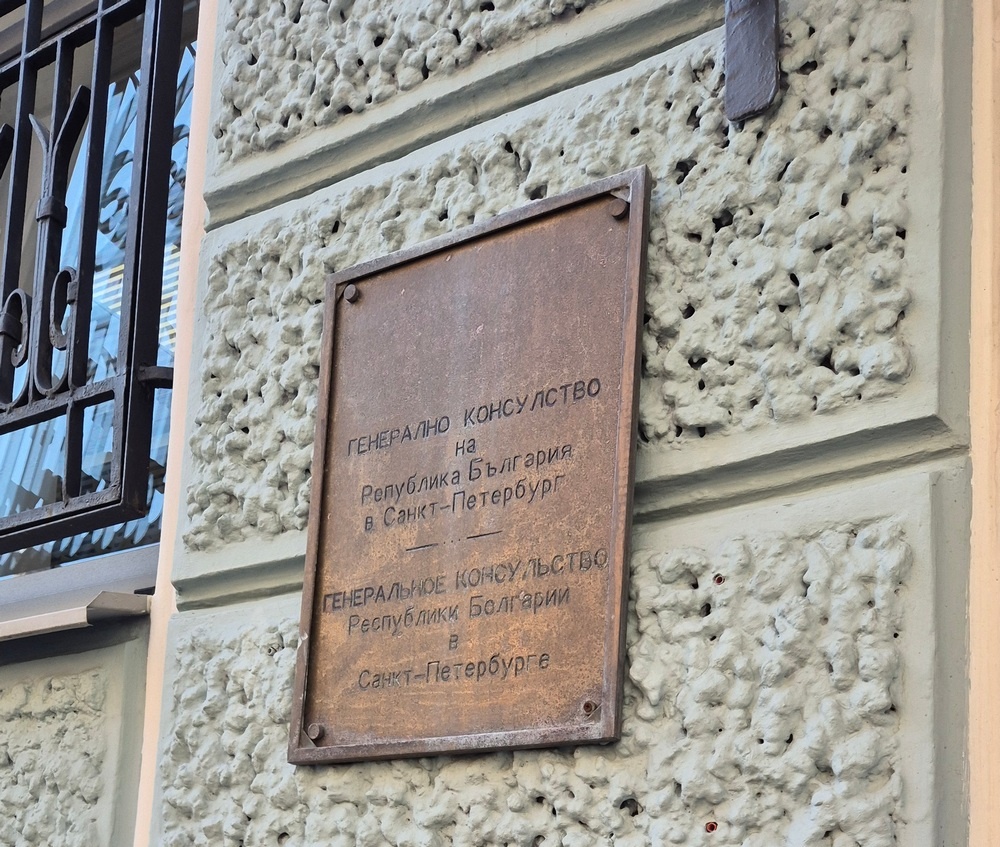 ГЕНЕРАЛНО КОНСУЛСТВО
на
Република България
в Санкт-Петербург
ГЕНЕРАЛЬНОЕ КОНСУЛЬСТВО
Республики Болгарии
в
Санкт-Петербурге